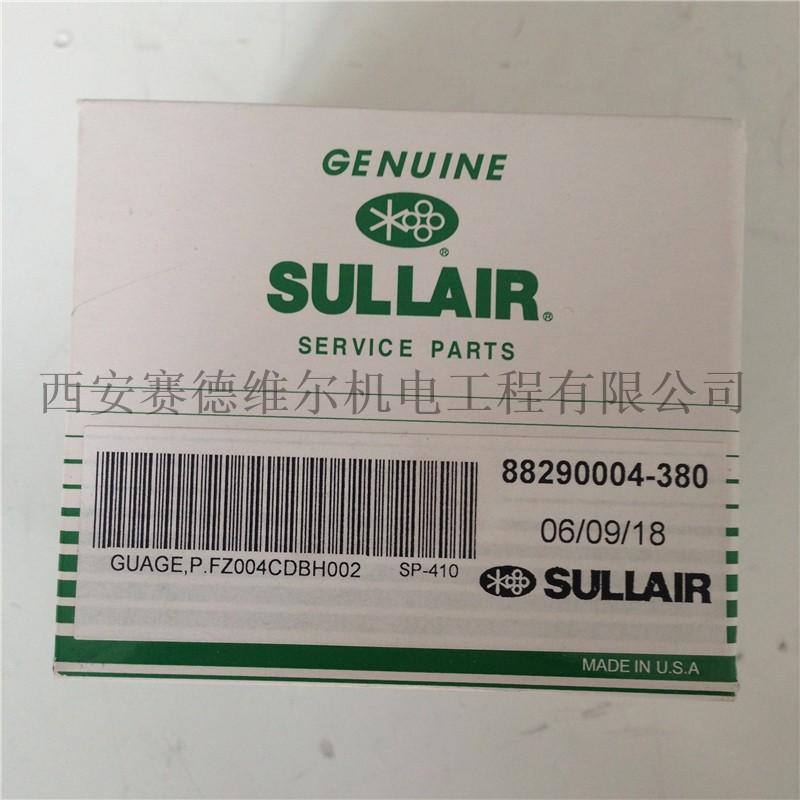 GENUINE
®
SULLAIR®
SERVICE PARTS
西安赛德维尔机电工程有限公司
88290004-380
06/09/18
GUAGE,P.FZ004CDBH002 SP-410
SULLAIR
MADE IN U.S.A